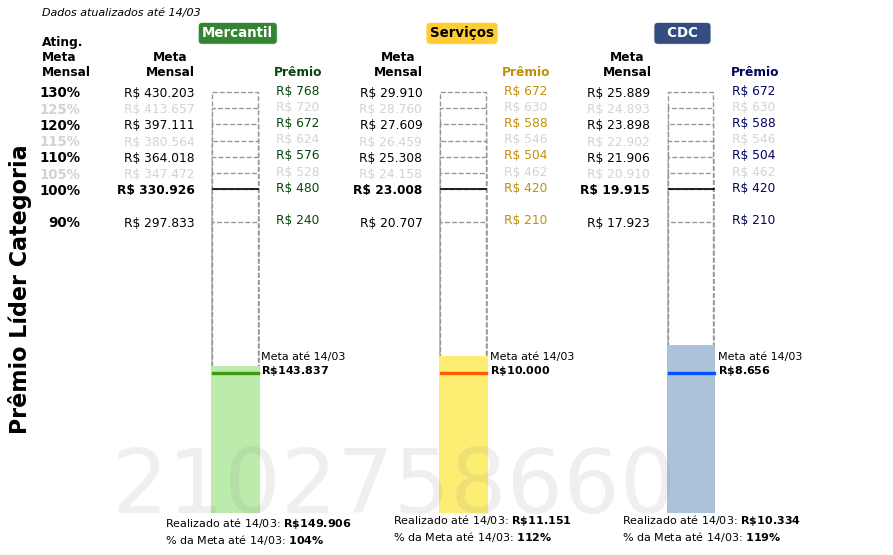 Dados atualizados até 14/03
Mercantil Serviços CDC
Ating.
Meta Meta Meta Meta
Mensal Mensal Prêmio Mensal Prêmio Mensal Prêmio
130% R$ 430.203 R$ 768 R$ 29.910 R$ 672 R$ 25.889 R$ 672
125% R$ 413.657 R$ 720 R$ 28.760 R$ 630 R$ 24.893 R$ 630
120% R$ 397.111 R$ 672 R$ 27.609 R$ 588 R$ 23.898 R$ 588
115% R$ 380.564 R$ 624 R$ 26.459 R$ 546 R$ 22.902 R$ 546
110% R$ 364.018 R$ 576 R$ 25.308 R$ 504 R$ 21.906 R$ 504
105% R$ 347.472 R$ 528 R$ 24.158 R$ 462 R$ 20.910 R$ 462
100% R$ 330.926 R$ 480 R$ 23.008 R$ 420 R$ 19.915 R$ 420
90% R$ 297.833 R$ 240 R$ 20.707 R$ 210 R$ 17.923 R$ 210
Prêmio Líder Categoria
Meta até 14/03 Meta até 14/03 Meta até 14/03
R$143.837 R$10.000 R$8.656
2102758660
Realizado até 14/03: R$149.906 Realizado até 14/03: R$11.151 Realizado até 14/03: R$10.334
% da Meta até 14/03: 104% % da Meta até 14/03: 112% % da Meta até 14/03: 119%